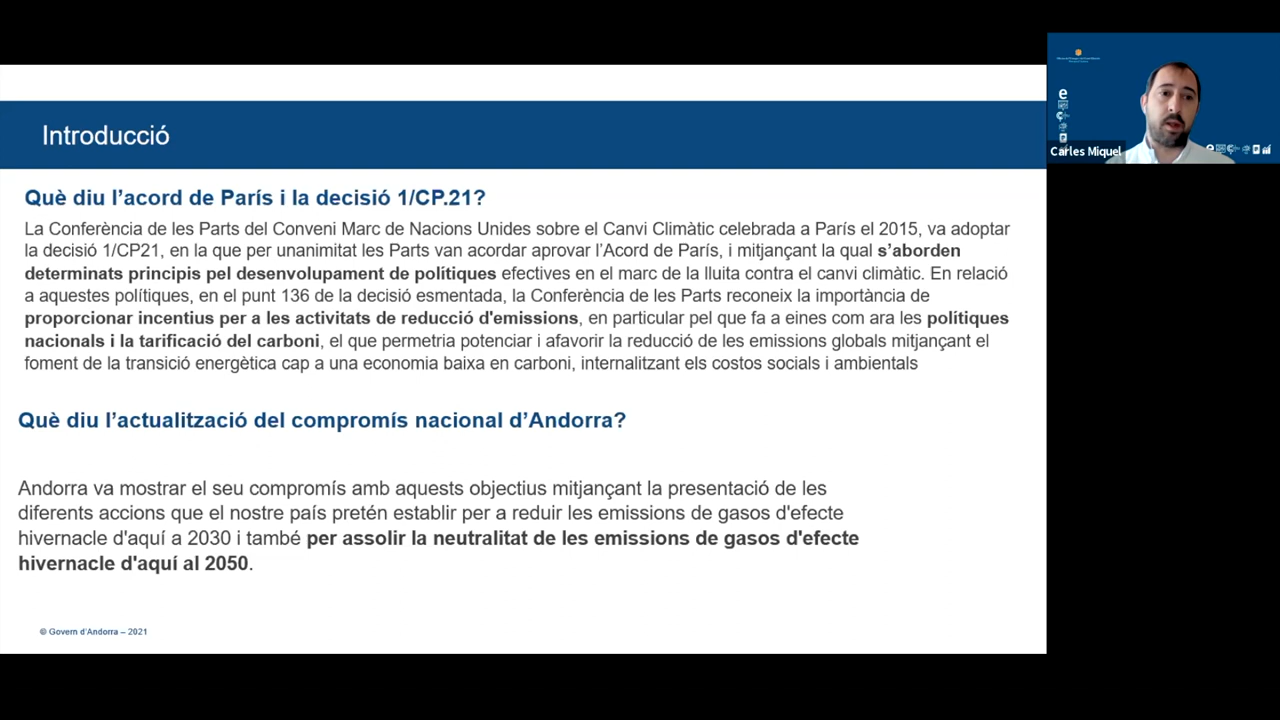 Introducció
Què diu l’acord de París i la decisió 1/CP.21?
La Conferència de les Parts del Conveni Marc de Nacions Unides sobre el Canvi Climàtic celebrada a París el 2015, va adoptar
la decisió 1/CP21, en la que per unanimitat les Parts van acordar aprovar l’Acord de París, i mitjançant la qual s’aborden
determinats principis pel desenvolupament de polítiques efectives en el marc de la lluita contra el canvi climàtic. En relació
a aquestes polítiques, en el punt 136 de la decisió esmentada, la Conferència de les Parts reconeix la importància de
proporcionar incentius per a les activitats de reducció d'emissions, en particular pel que fa a eines com ara les polítiques
nacionals i la tarificació del carboni, el que permetria potenciar i afavorir la reducció de les emissions globals mitjançant el
foment de la transició energètica cap a una economia baixa en carboni, internalitzant els costos socials i ambientals
Què diu l’actualització del compromís nacional d’Andorra?
Andorra va mostrar el seu compromís amb aquests objectius mitjançant la presentació de les
diferents accions que el nostre país pretén establir per a reduir les emissions de gasos d'efecte
hivernacle d'aquí a 2030 i també per assolir la neutralitat de les emissions de gasos d'efecte
hivernacle d'aquí al 2050.
© Govern d’Andorra – 2021
Carles Miquel